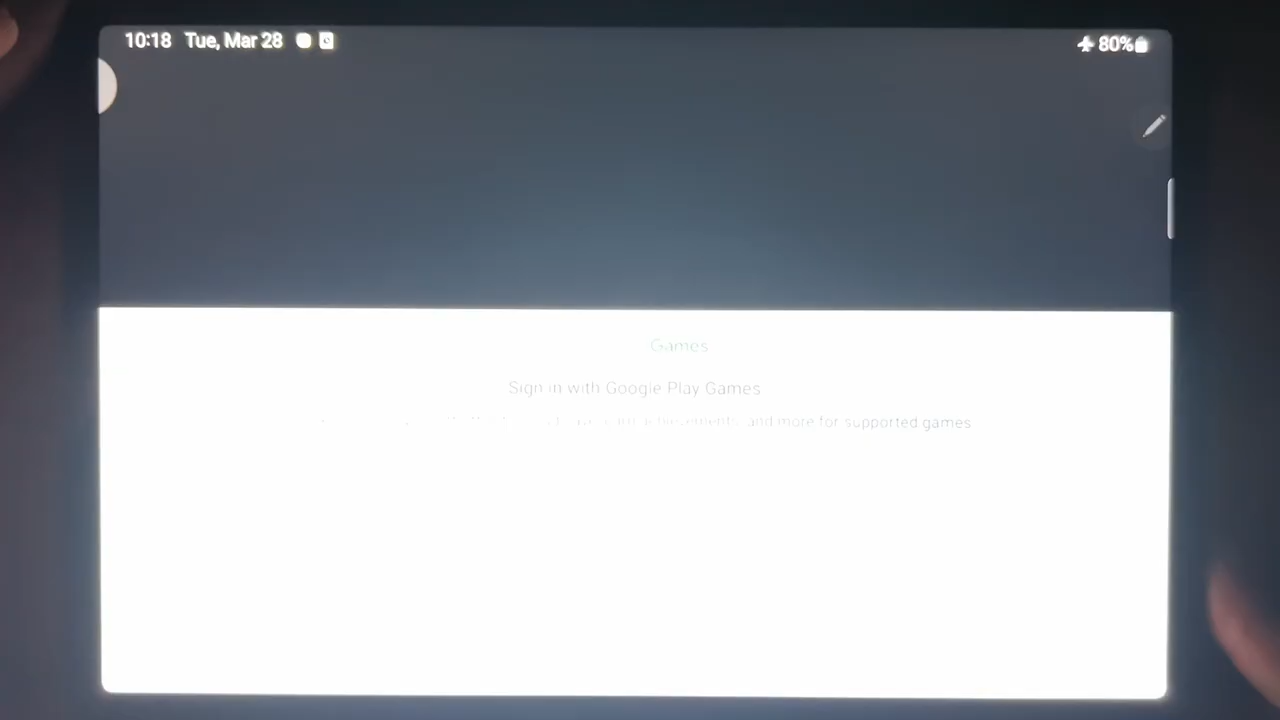 10:18 Tue, Mar 28 80%
Games
Sign in with Google Play Games
achievements, and more for supported games